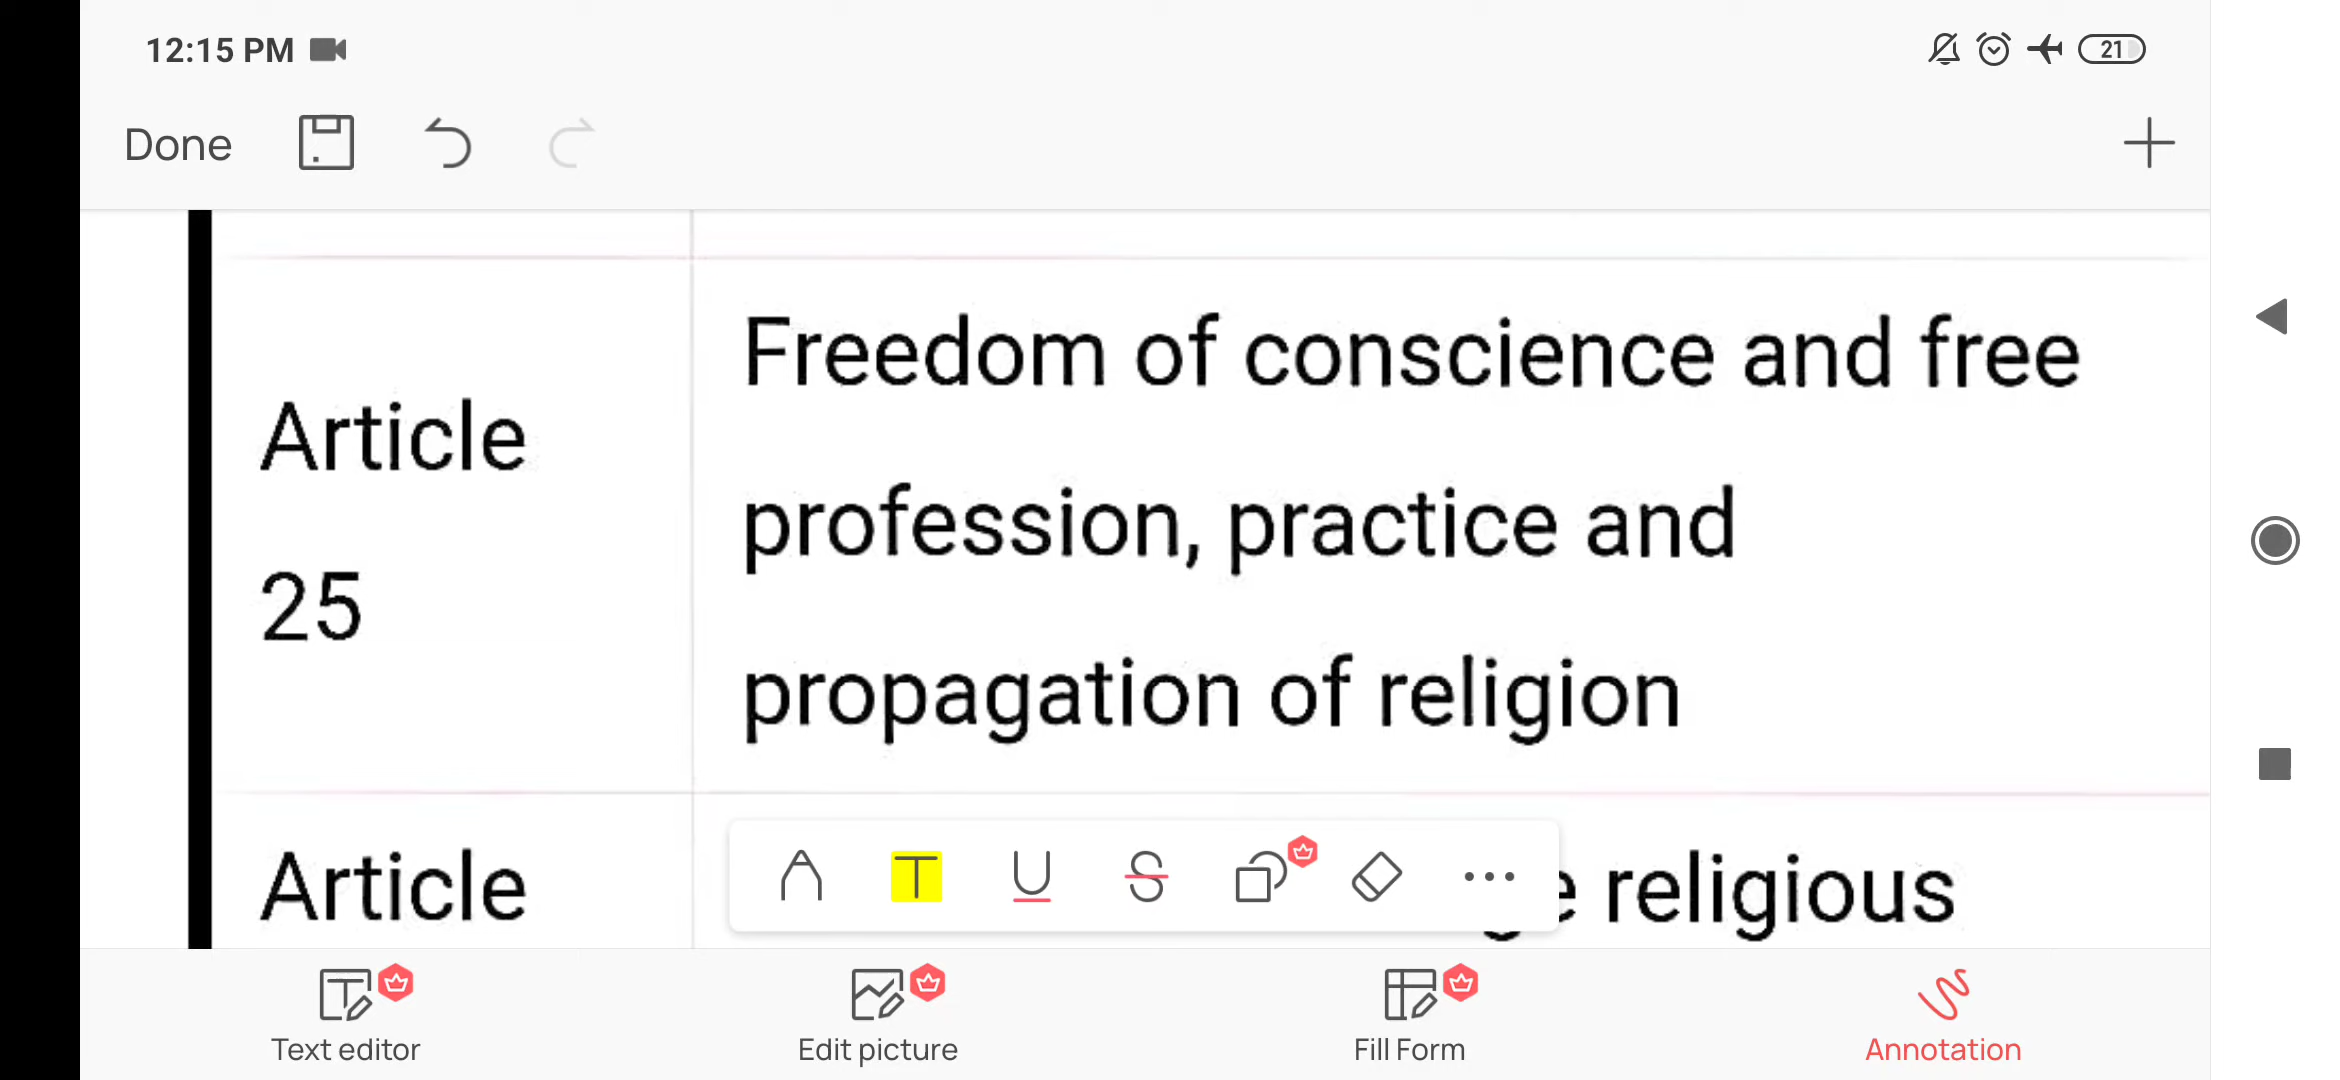 12:15 PM
21
Done
Article
25
Freedom of conscience and free
profession, practice and
propagation of religion
Article
religious
Text editor
Edit picture
Fill Form
Annotation